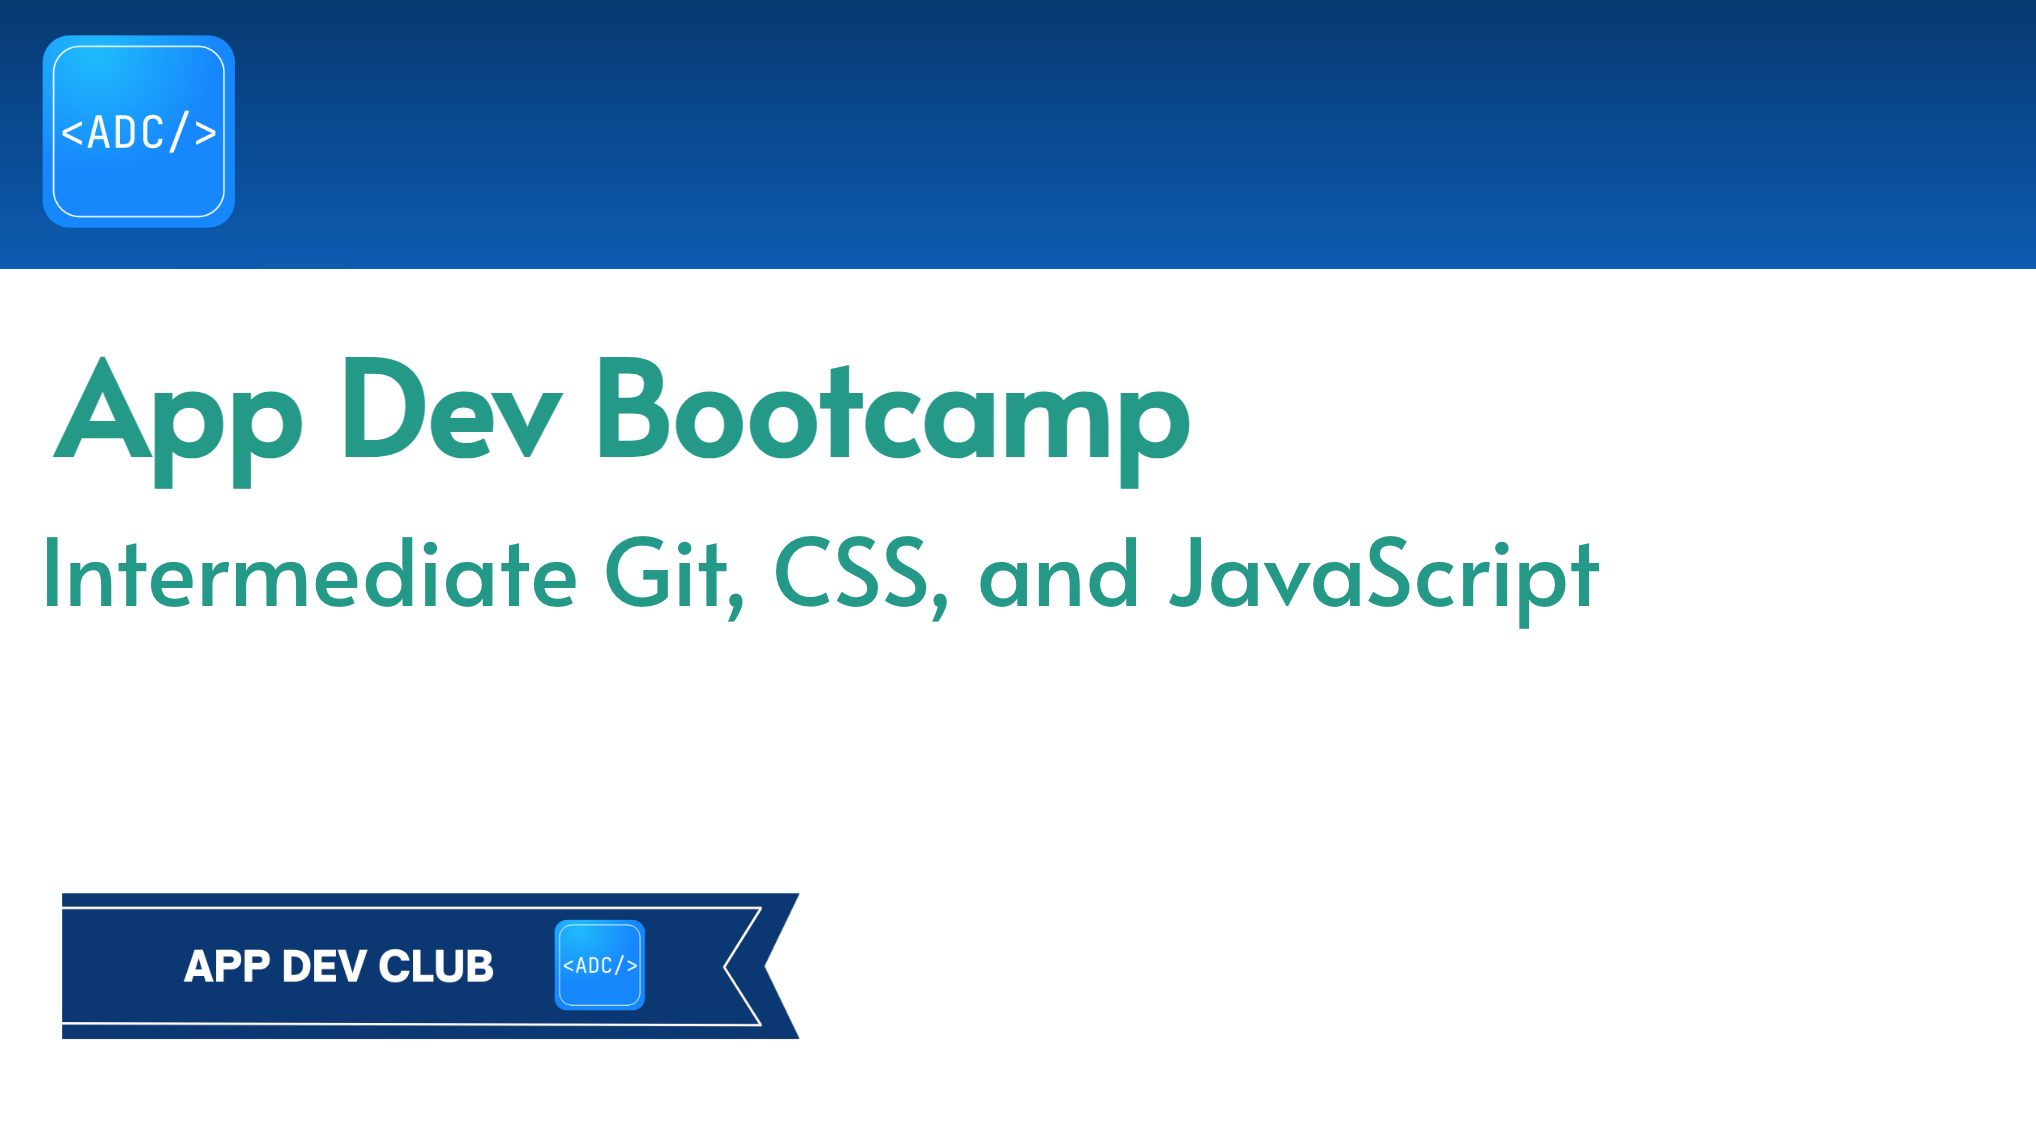 <ADC/>
App Dev Bootcamp
Intermediate Git, CSS, and JavaScript
APP DEV CLUB
<ADC/>